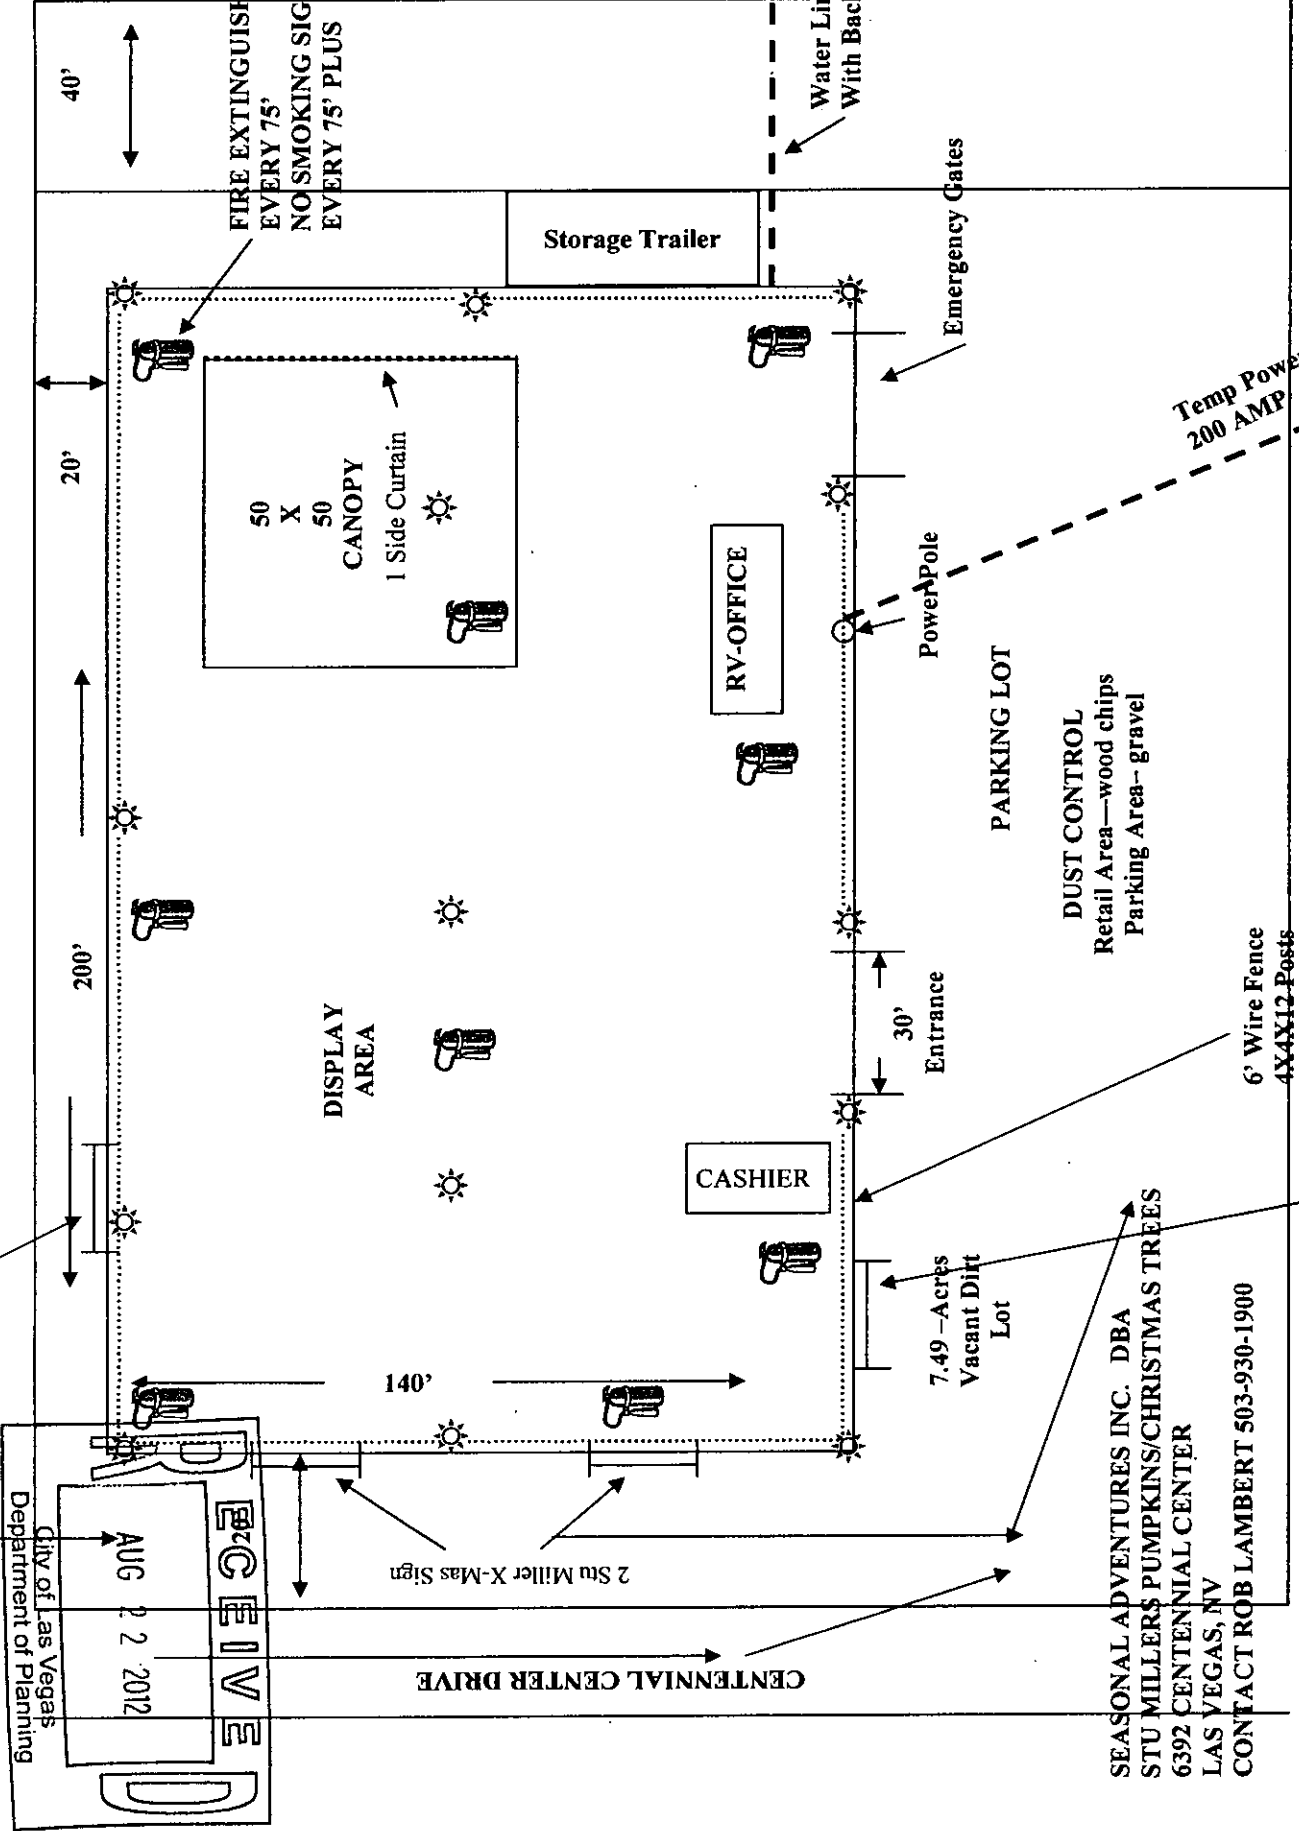 40'
FIRE EXTINGUISH
EVERY 75'
NO SMOKING SIG
EVERY 75' PLUS
Water Li
With Bac
Storage Trailer
Emergency Gates
20'
50
X
50
CANOPY
1 Side Curtain
Temp Powe
200 AMP
RV-OFFICE
Power Pole
PARKING LOT
DUST CONTROL
Retail Area—wood chips
Parking Area-- gravel
200'
DISPLAY
AREA
30'
Entrance
6' Wire Fence
4X4X12 Posts
CASHIER
7.49 –Acres
Vacant Dirt
Lot
140'
2 Stu Miller X-Mas Sign
CENTENNIAL CENTER DRIVE
SEASONAL ADVENTURES INC. DBA
STU MILLERS PUMPKINS/CHRISTMAS TREES
6392 CENTENNIAL CENTER
LAS VEGAS, NV
CONTACT ROB LAMBERT 503-930-1900
RECEIVED
AUG 22 2012
City of Las Vegas
Department of Planning